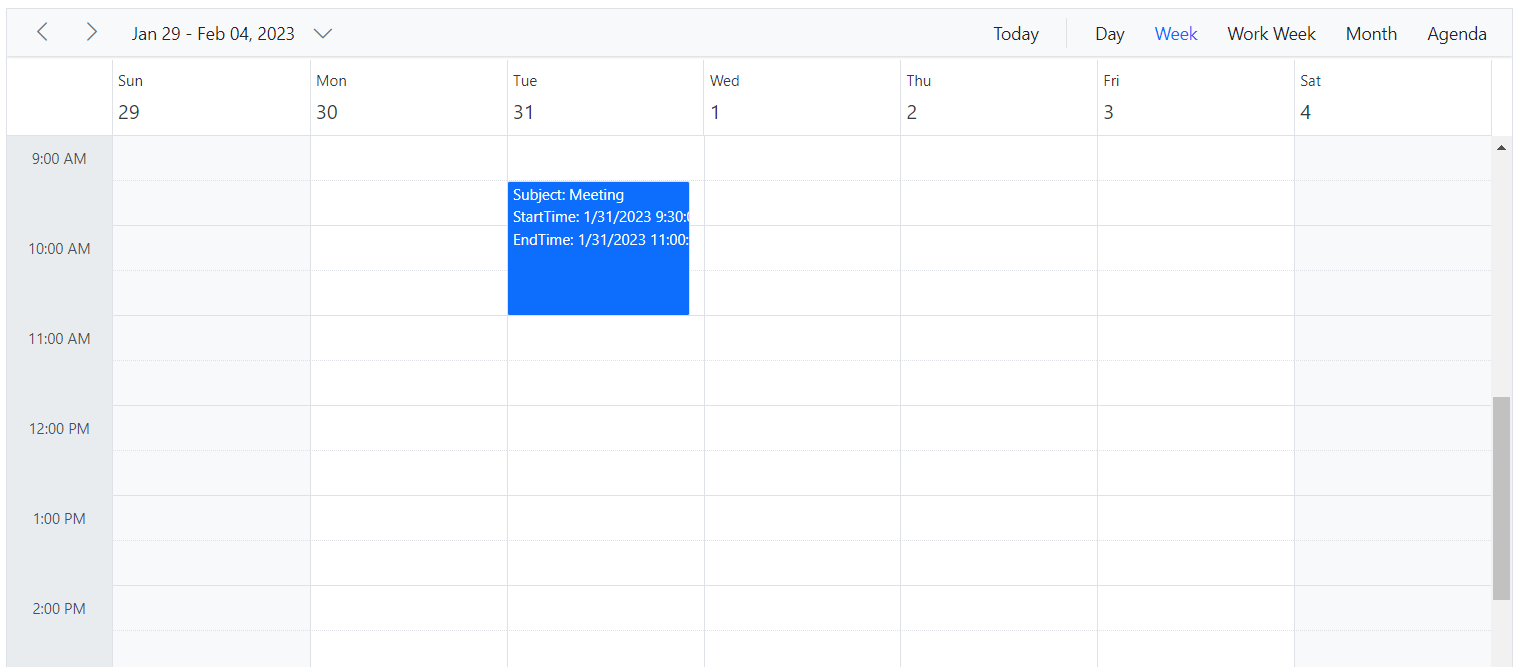 Jan 29 - Feb 04, 2023 Today Day Week Work Week Month Agenda
Sun Mon Tue Wed Thu Fri Sat
29 30 31 1 2 3 4
9:00 AM
Subject: Meeting
StartTime: 1/31/2023 9:30:
EndTime: 1/31/2023 11:00:
10:00 AM
11:00 AM
12:00 PM
1:00 PM
2:00 PM